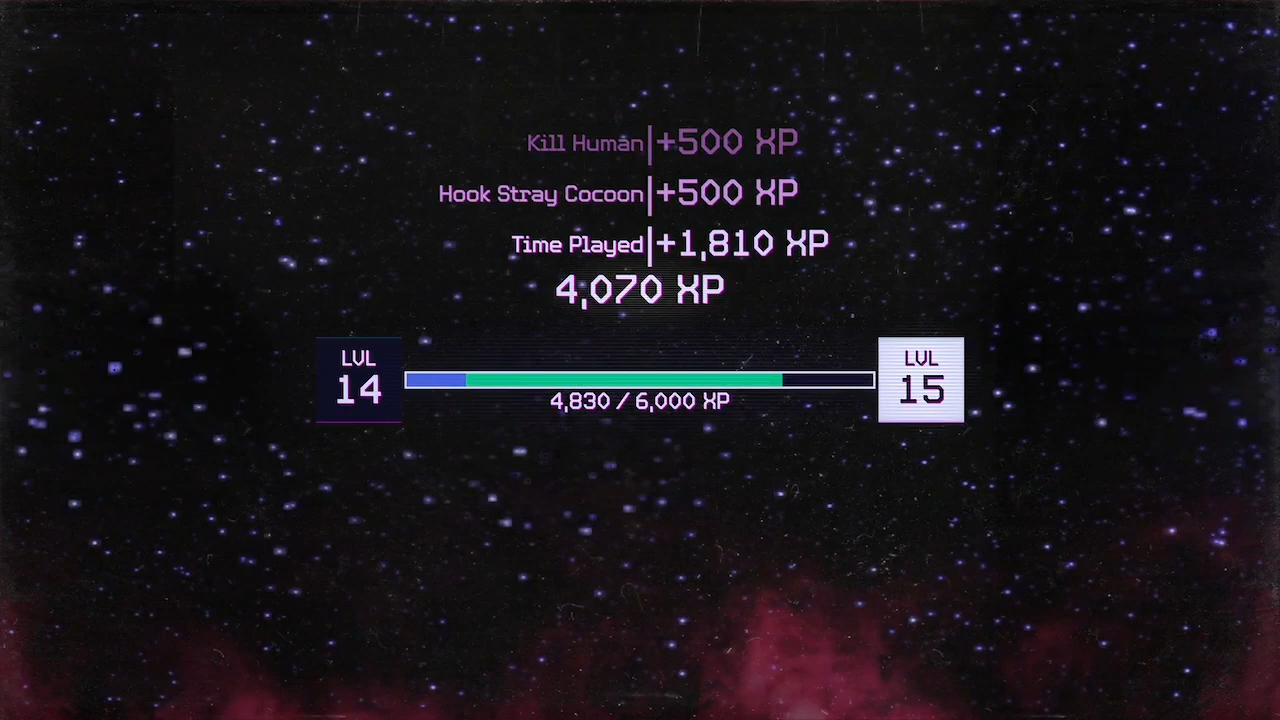 Kill Human|+500 XP
Hook Stray Cocoon|+500 XP
Time Played|+1,810 XP
4,070 XP
LVL
14
4,830 / 6,000 XP
LVL
15